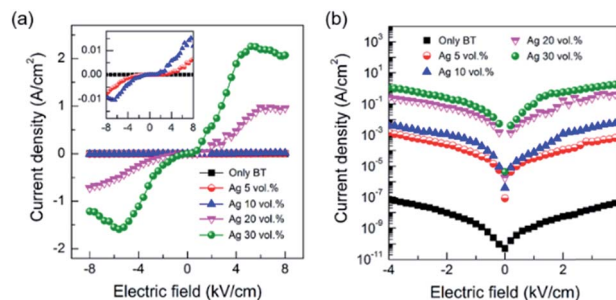 (a)
Current density (A/cm²)
2
1
0
-1
-2
0.01
0.00
-0.01
-8 -4 0 4 8
Only BT
Ag 5 vol.%
Ag 10 vol.%
Ag 20 vol.%
Ag 30 vol.%
-8 -4 0 4 8
Electric field (kV/cm)
(b)
Current density (A/cm²)
10³
10¹
10⁻¹
10⁻³
10⁻⁵
10⁻⁷
10⁻⁹
10⁻¹¹
Only BT Ag 20 vol.%
Ag 5 vol.% Ag 30 vol.%
Ag 10 vol.%
-4 -2 0 2
Electric field (kV/cm)